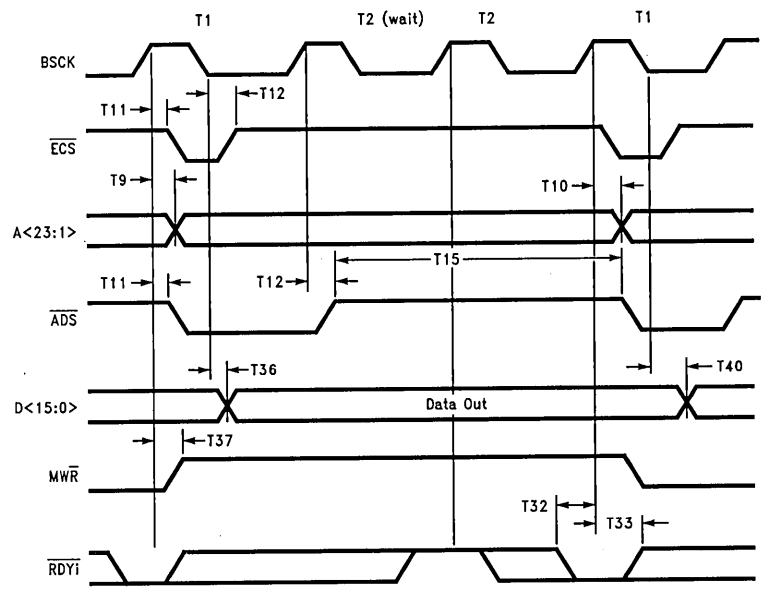 T1 T2 (wait) T2 T1
BSCK
T12
T11
ECS
T9 T10
A<23:1>
T15
T11 T12
ADS
T36 T40
D<15:0> Data Out
T37
MWR̅
T32
T33
RDYi